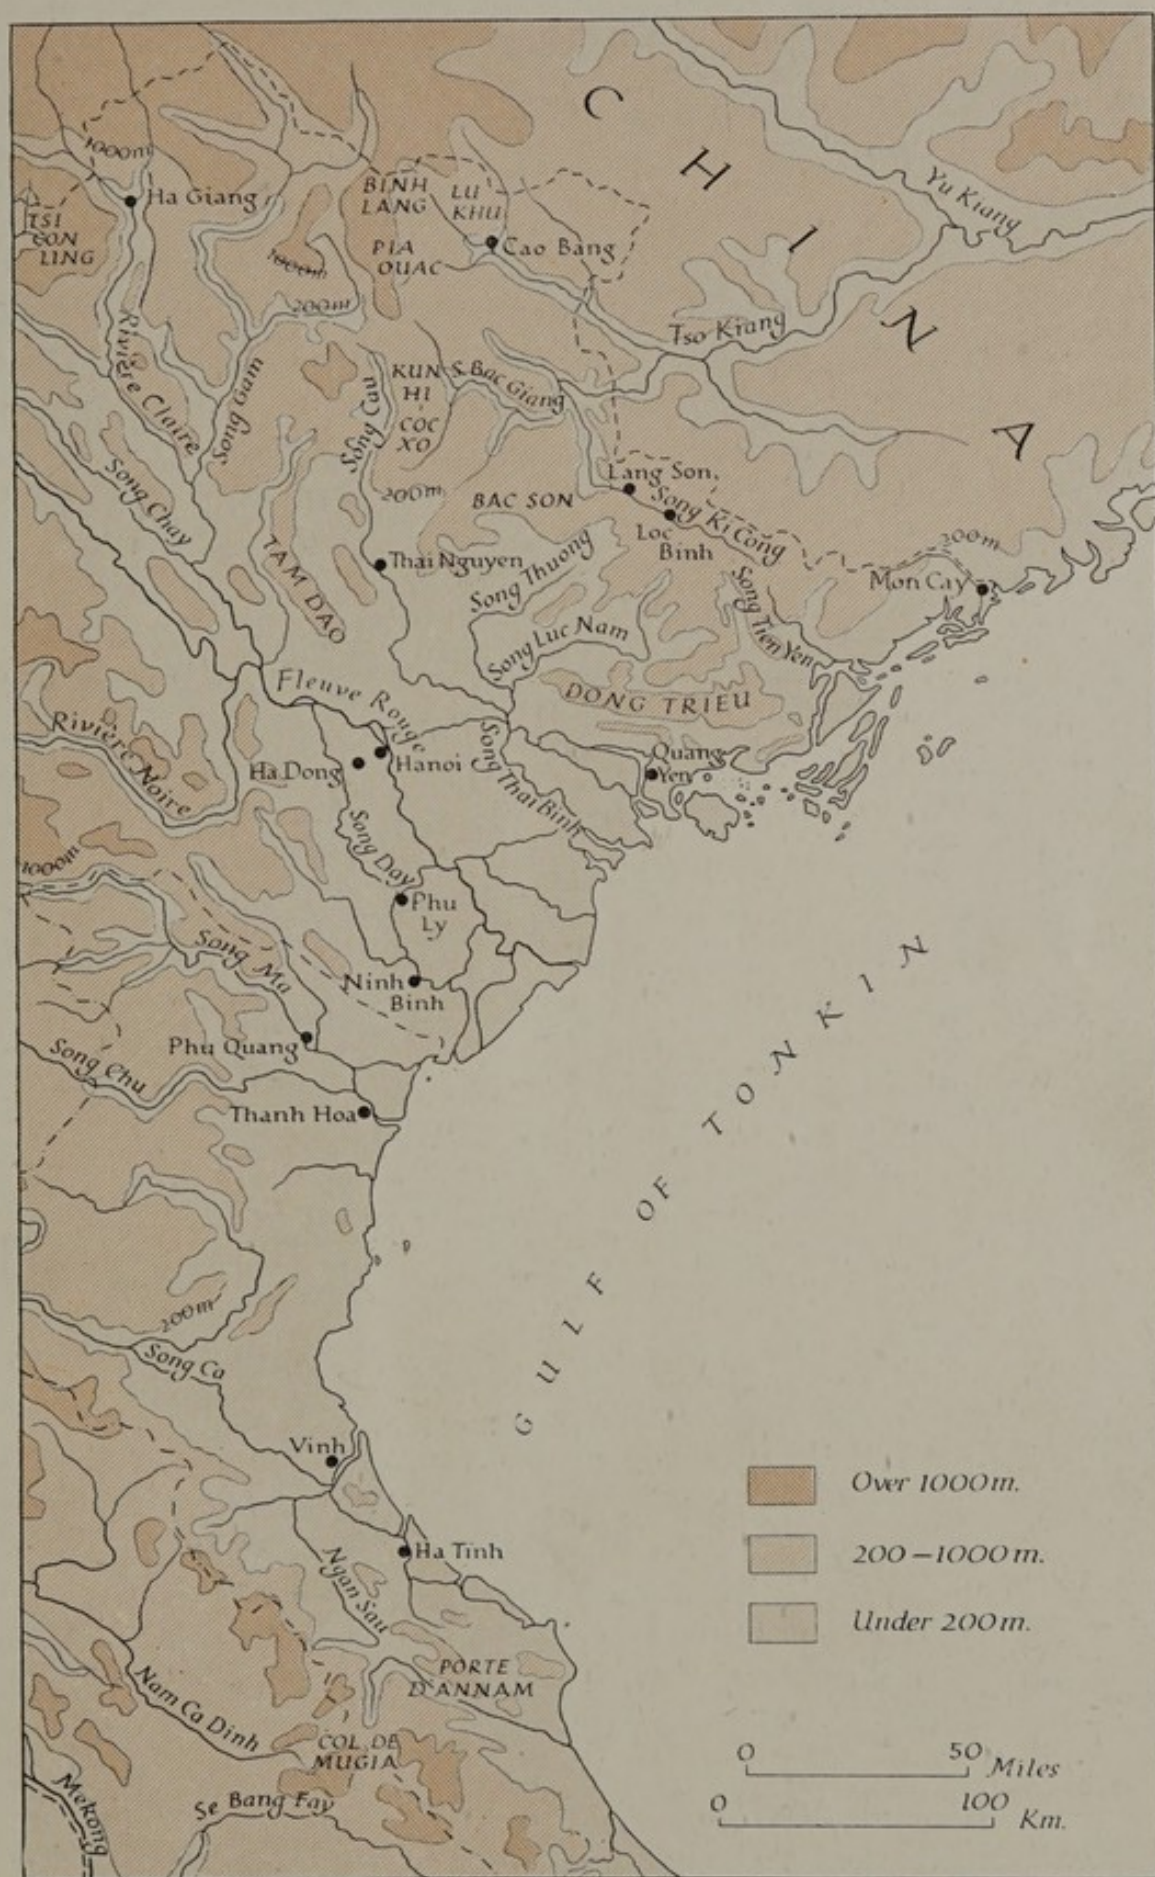 C H I N A
Yu Kiang
1000m
Ha Giang
BINH
LANG
LU
KHU
TSI
CON
LING
PIA
OUAC
Cao Bang
1000m
200m
Tso Kiang
Rivière Claire
Song Gam
Song Cau
KUN
HI
S. Bac Giang
COC
XO
Song Chay
200m
BAC SON
Lang Son
Song Ki Cong
Loc
Binh
200m
Mon Cay
TAM DAO
Thai Nguyen
Song Thuong
Song Luc Nam
Song Tien Yen
Fleuve Rouge
DONG TRIEU
Rivière Noire
Ha Dong
Hanoi
Song Thai Binh
Quang
Yen
Song Day
1000m
Phu
Ly
Song Ma
Ninh
Binh
Phu Quang
Song Chu
Thanh Hoa
GULF OF TONKIN
200m
Song Ca
Vinh
Ha Tinh
Ngan Sau
PORTE
D'ANNAM
Nam Ca Dinh
COL DE
MUGIA
Se Bang Fay
Mekong
Over 1000m.
200–1000m.
Under 200m.
0 50 Miles
0 100 Km.